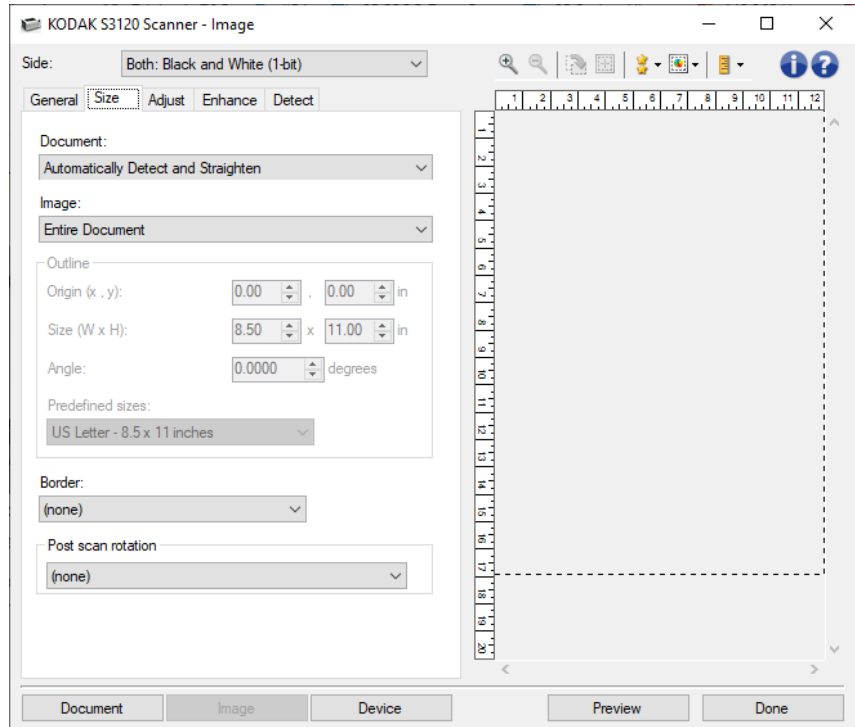 KODAK S3120 Scanner - Image
Side: Both: Black and White (1-bit)
General Size Adjust Enhance Detect
Document:
Automatically Detect and Straighten
Image:
Entire Document
Outline
Origin (x , y): 0.00 , 0.00 in
Size (W x H): 8.50 x 11.00 in
Angle: 0.0000 degrees
Predefined sizes:
US Letter - 8.5 x 11 inches
Border:
(none)
Post scan rotation
(none)
1 2 3 4 5 6 7 8 9 10 11 12
1
2
3
4
5
6
7
8
9
10
11
12
13
14
15
16
17
18
19
20
Document Image Device Preview Done